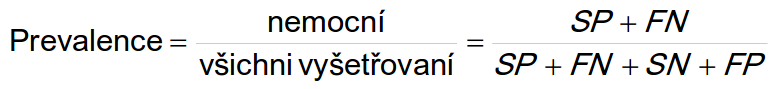 Prevalence = nemocní / všichni vyšetřovaní = SP + FN / SP + FN + SN + FP